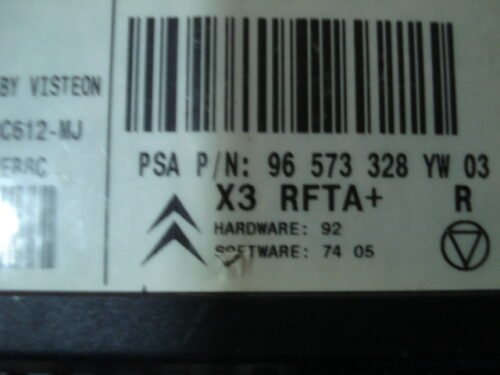 BY VISTEON
C612-MJ
PSA P/N: 96 573 328 YW 03
X3 RFTA+ R
HARDWARE: 92
SOFTWARE: 74 05